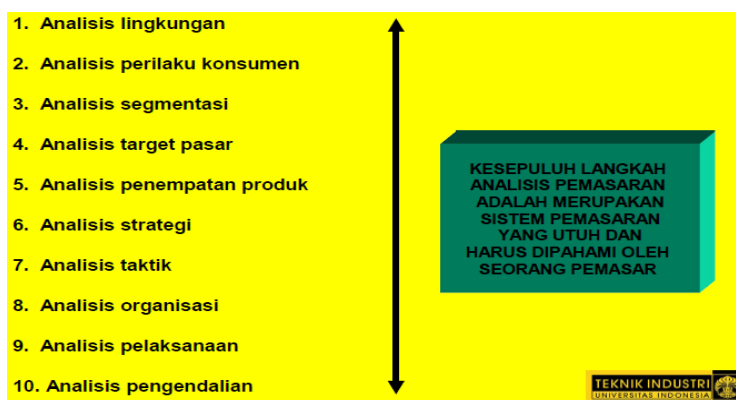 1. Analisis lingkungan
2. Analisis perilaku konsumen
3. Analisis segmentasi
4. Analisis target pasar
5. Analisis penempatan produk
6. Analisis strategi
7. Analisis taktik
8. Analisis organisasi
9. Analisis pelaksanaan
10. Analisis pengendalian
KESEPULUH LANGKAH
ANALISIS PEMASARAN
ADALAH MERUPAKAN
SISTEM PEMASARAN
YANG UTUH DAN
HARUS DIPAHAMI OLEH
SEORANG PEMASAR
TEKNIK INDUSTRI
UNIVERSITAS INDONESIA